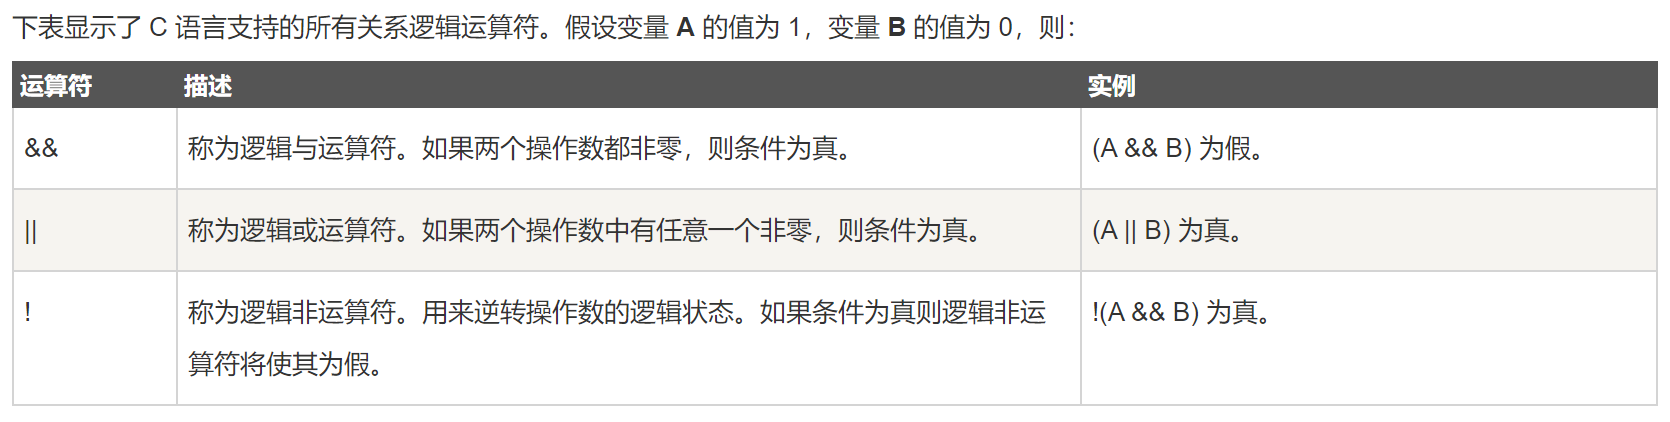 下表显示了 C 语言支持的所有关系逻辑运算符。假设变量 A 的值为 1，变量 B 的值为 0，则：
运算符 描述 实例
&& 称为逻辑与运算符。如果两个操作数都非零，则条件为真。 (A && B) 为假。
|| 称为逻辑或运算符。如果两个操作数中有任意一个非零，则条件为真。 (A || B) 为真。
! 称为逻辑非运算符。用来逆转操作数的逻辑状态。如果条件为真则逻辑非运 !(A && B) 为真。
算符将使其为假。